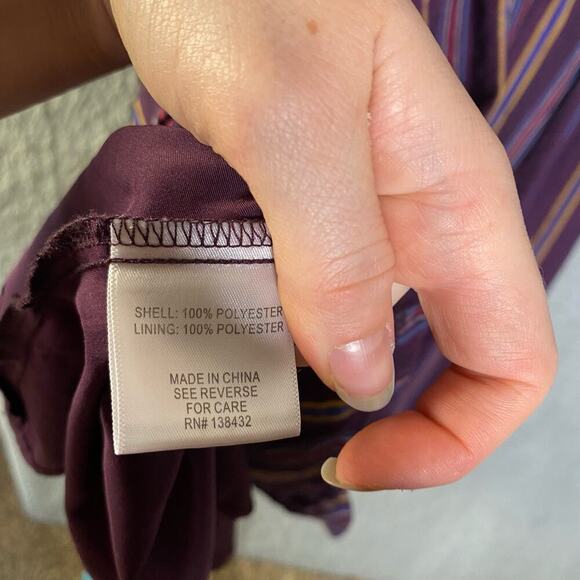 SHELL: 100% POLYESTER
LINING: 100% POLYESTER
MADE IN CHINA
SEE REVERSE
FOR CARE
RN# 138432